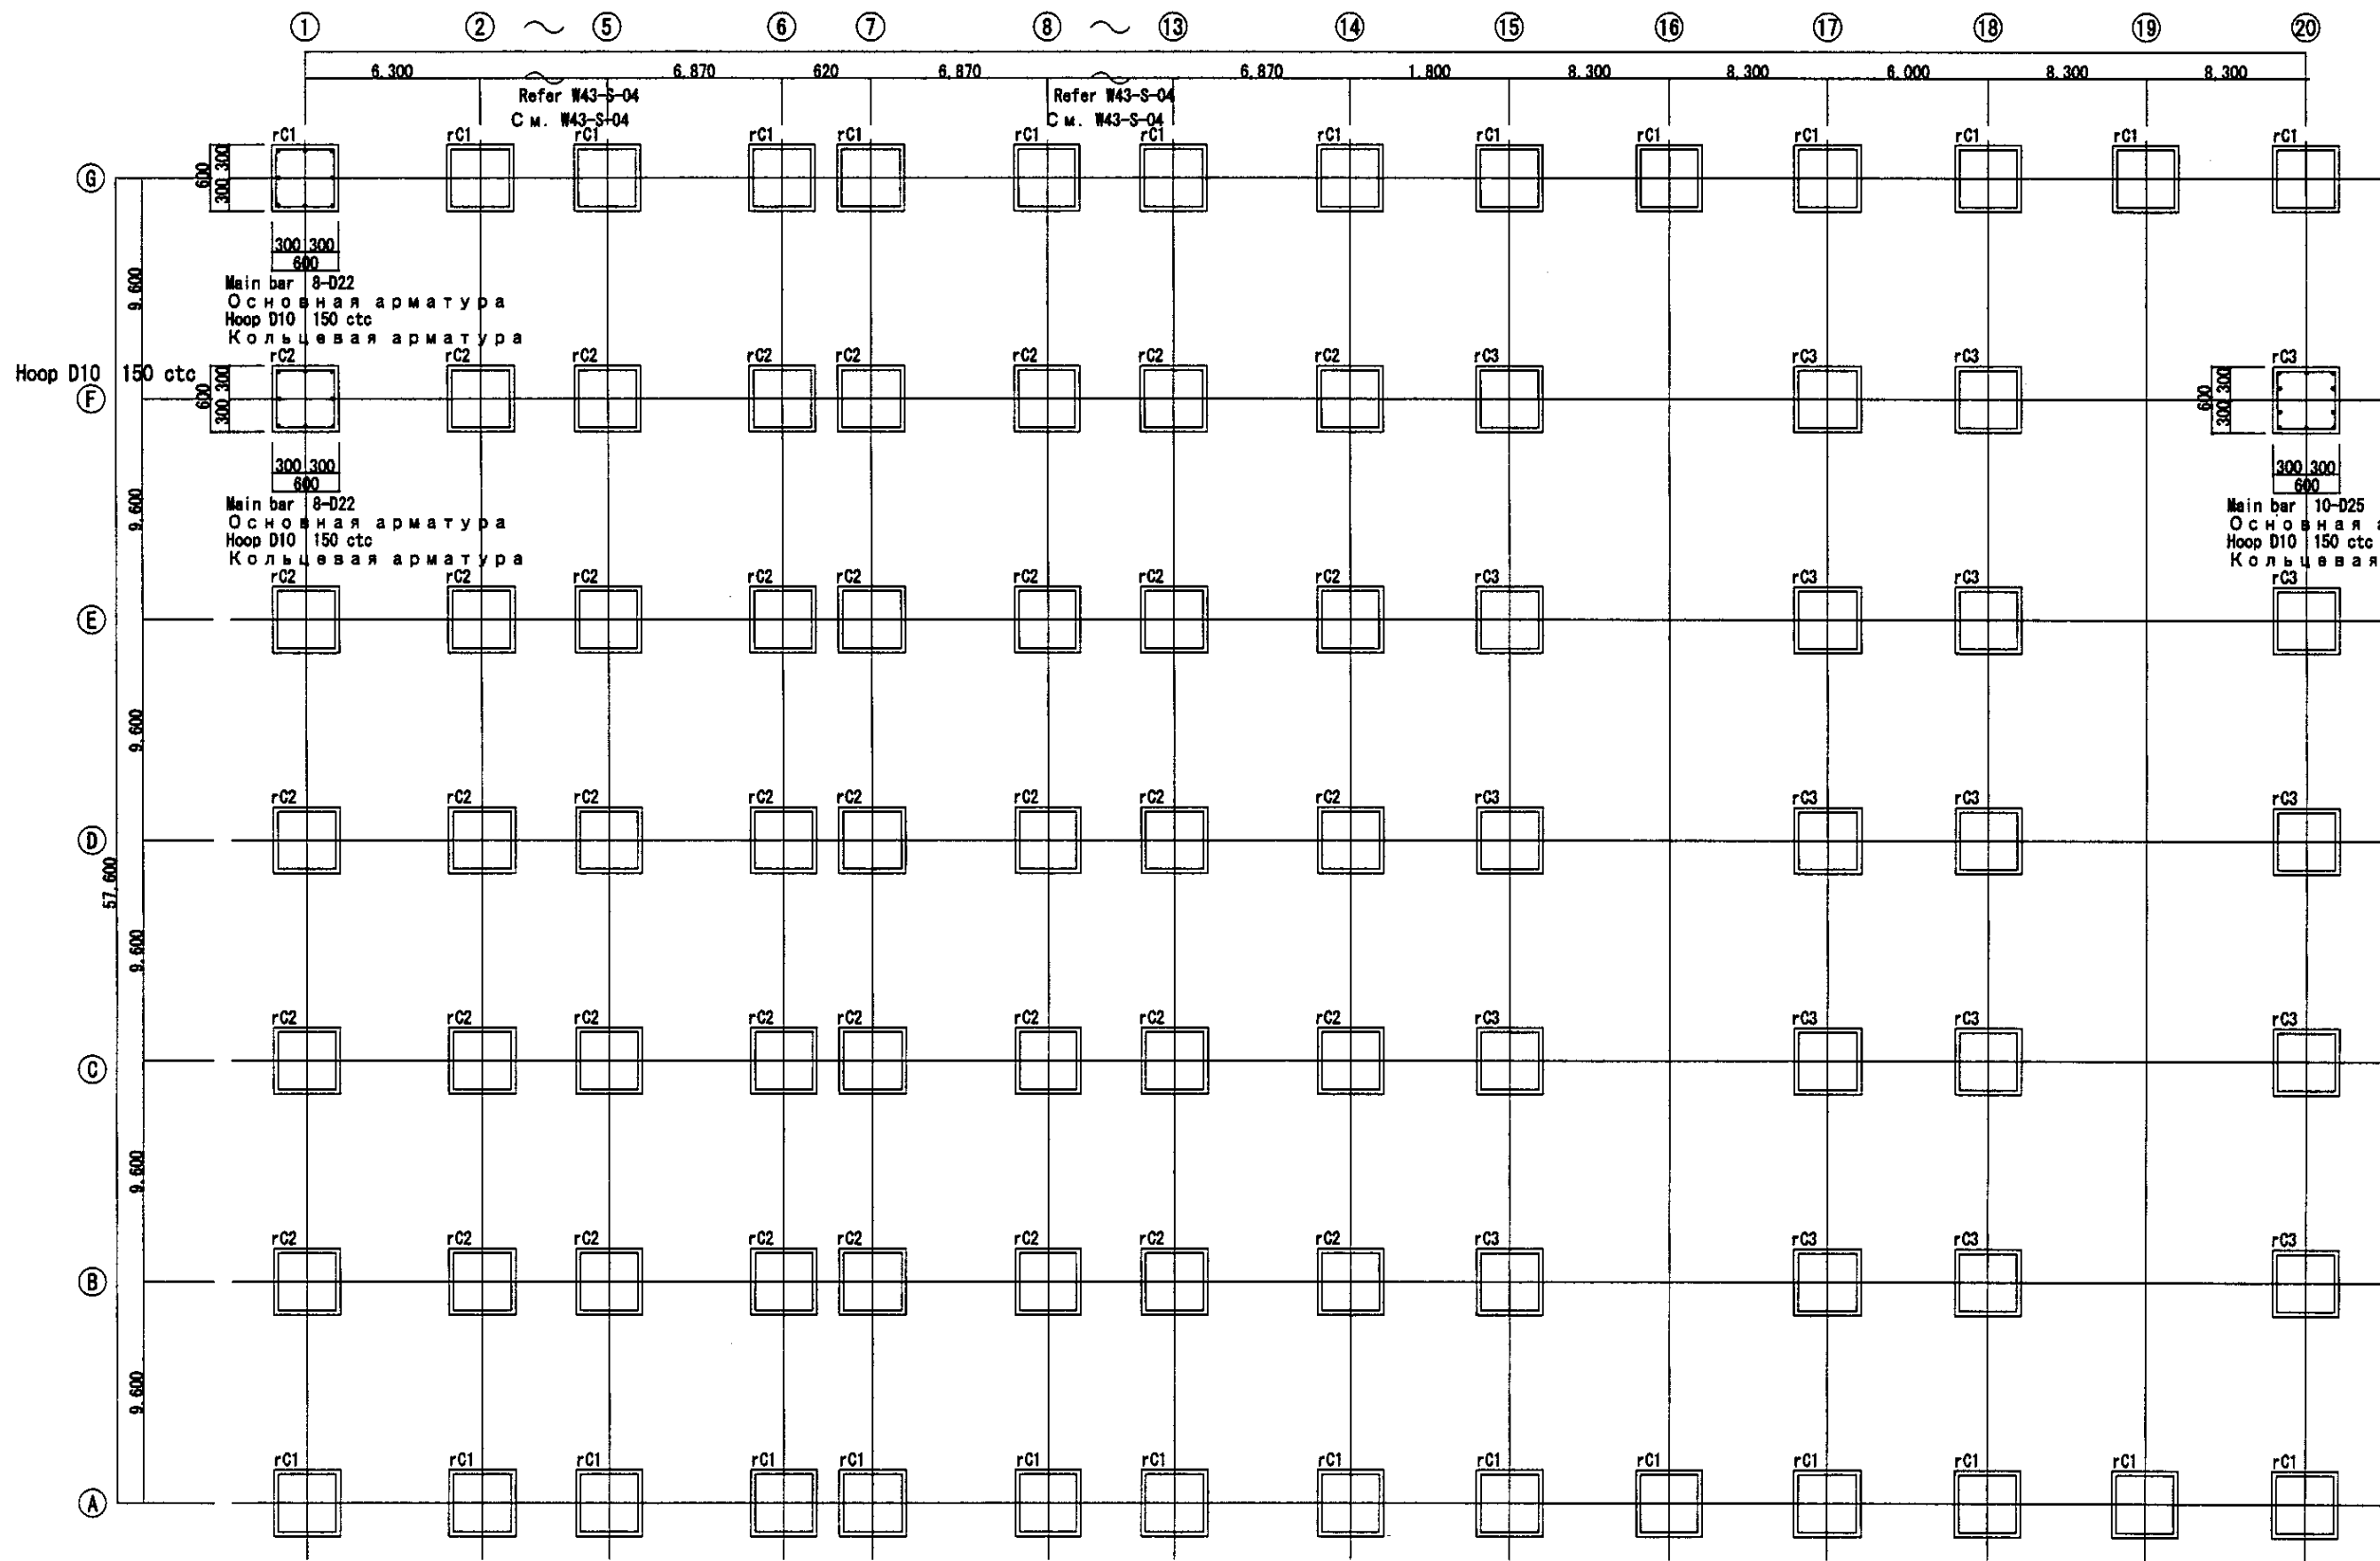 1 2 ~ 5 6 7 8 ~ 13 14 15 16 17 18 19 20
6,300 6,870 620 6,870 6,870 1,800 8,300 8,300 6,000 8,300 8,300
Refer W43-S-04 Refer W43-S-04
См. W43-S-04 См. W43-S-04
rC1 rC1 rC1 rC1 rC1 rC1 rC1 rC1 rC1 rC1 rC1 rC1 rC1 rC1
G
600
300 300
300 300
600
Main bar 8-D22
Основная арматура
Hoop D10 150 ctc
Кольцевая арматура
9,600
rC2 rC2 rC2 rC2 rC2 rC2 rC2 rC2 rC3 rC3 rC3 rC3
Hoop D10 150 ctc
F
600
300 300
600
300 300
300 300
600
300 300
600
Main bar 8-D22
Основная арматура
Hoop D10 150 ctc
Кольцевая арматура
Main bar 10-D25
Основная а
Hoop D10 150 ctc
Кольцевая
9,600
rC2 rC2 rC2 rC2 rC2 rC2 rC2 rC2 rC3 rC3 rC3 rC3
E
9,600
rC2 rC2 rC2 rC2 rC2 rC2 rC2 rC2 rC3 rC3 rC3 rC3
D
57,600
9,600
rC2 rC2 rC2 rC2 rC2 rC2 rC2 rC2 rC3 rC3 rC3 rC3
C
9,600
rC2 rC2 rC2 rC2 rC2 rC2 rC2 rC2 rC3 rC3 rC3 rC3
B
9,600
rC1 rC1 rC1 rC1 rC1 rC1 rC1 rC1 rC1 rC1 rC1 rC1 rC1 rC1
A